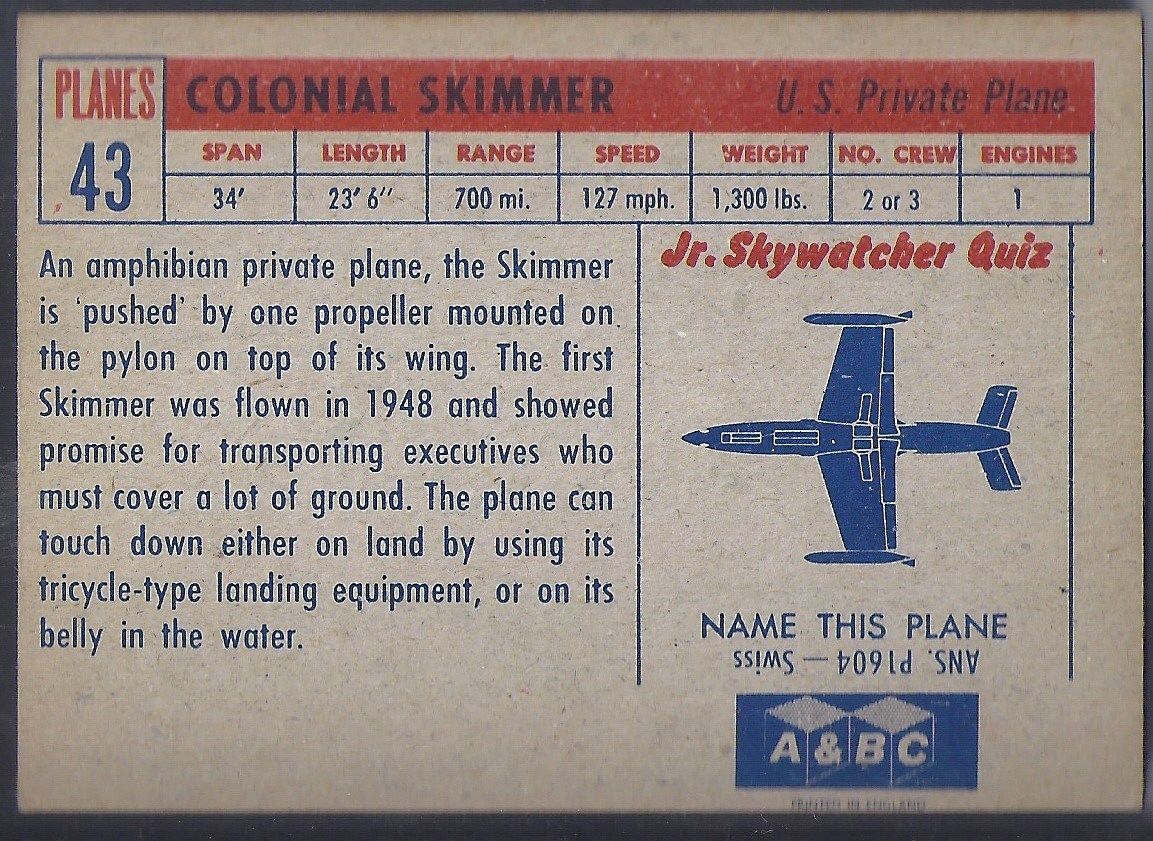 PLANES
43
COLONIAL SKIMMER
U. S. Private Plane
SPAN LENGTH RANGE SPEED WEIGHT NO. CREW ENGINES
34′ 23′ 6″ 700 mi. 127 mph. 1,300 lbs. 2 or 3 1
An amphibian private plane, the Skimmer
is 'pushed' by one propeller mounted on
the pylon on top of its wing. The first
Skimmer was flown in 1948 and showed
promise for transporting executives who
must cover a lot of ground. The plane can
touch down either on land by using its
tricycle-type landing equipment, or on its
belly in the water.
Jr. Skywatcher Quiz
NAME THIS PLANE
ANS. P1604 — Swiss
A & B C
PRINTED IN ENGLAND